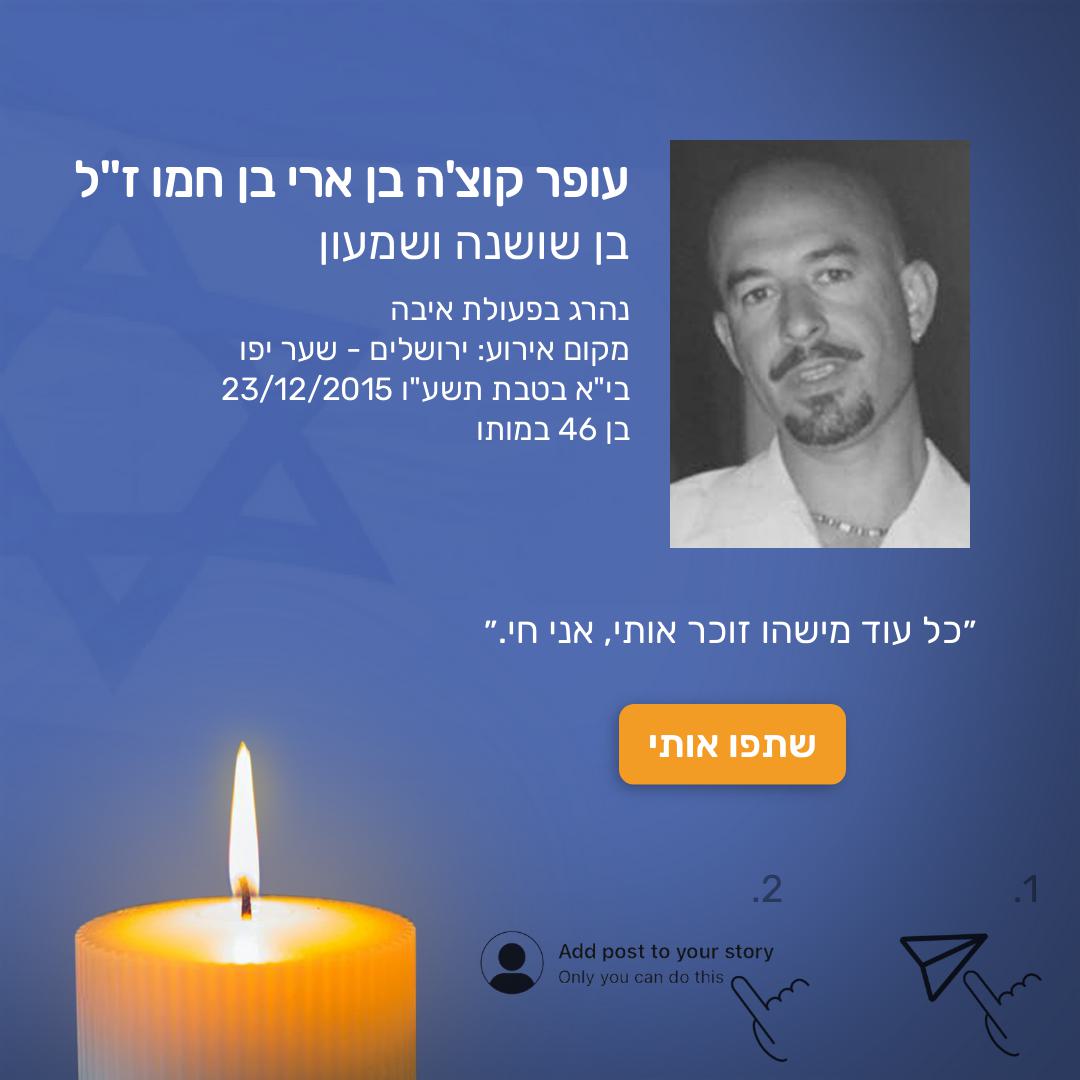 עופר קוצ'ה בן ארי בן חמו ז"ל
בן שושנה ושמעון
נהרג בפעולת איבה
מקום אירוע: ירושלים - שער יפו
בי"א בטבת תשע"ו 23/12/2015
בן 46 במותו
״כל עוד מישהו זוכר אותי, אני חי.״
שתפו אותי
1.
2.
Add post to your story
Only you can do this